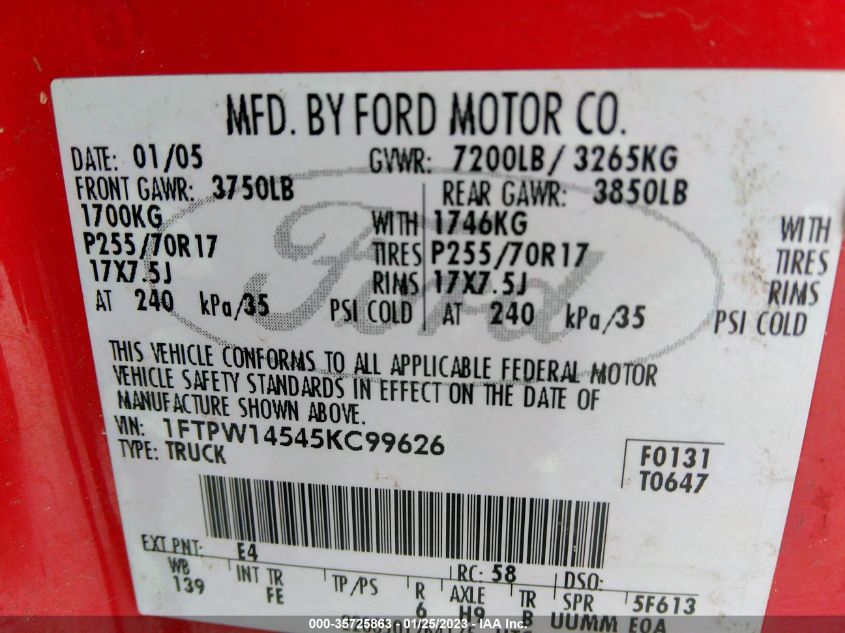 MFD. BY FORD MOTOR CO.
DATE: 01/05 GVWR: 7200LB / 3265KG
FRONT GAWR: 3750LB REAR GAWR: 3850LB
1700KG WITH 1746KG WITH
P255/70R17 TIRES P255/70R17 TIRES
17X7.5J RIMS 17X7.5J RIMS
AT 240 kPa/35 PSI COLD AT 240 kPa/35 PSI COLD
Ford
THIS VEHICLE CONFORMS TO ALL APPLICABLE FEDERAL MOTOR
VEHICLE SAFETY STANDARDS IN EFFECT ON THE DATE OF
MANUFACTURE SHOWN ABOVE.
VIN: 1FTPW14545KC99626
TYPE: TRUCK
F0131
T0647
EXT PNT: E4 RC: 58 DSO:
WB INT TR TP/PS R AXLE TR SPR 5F613
139 FE 6 H9 B UUMM EOA
000-35725863 - 01/25/2023 - © IAA Inc.